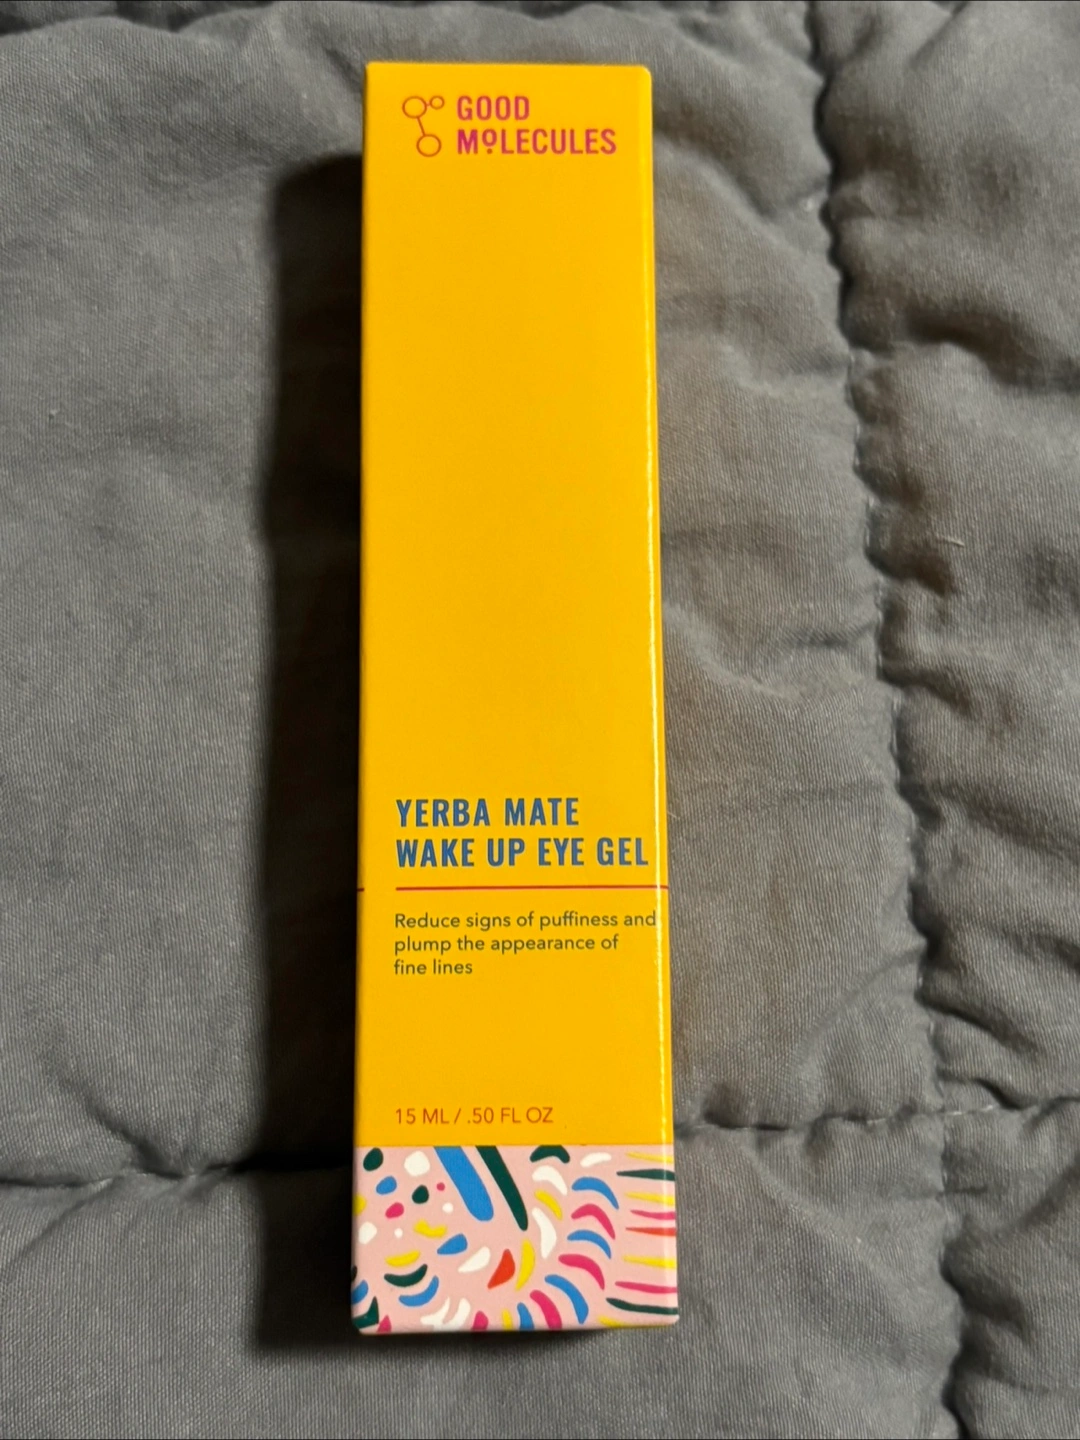 GOOD
MOLECULES
YERBA MATE
WAKE UP EYE GEL
Reduce signs of puffiness and
plump the appearance of
fine lines
15 ML / .50 FL OZ